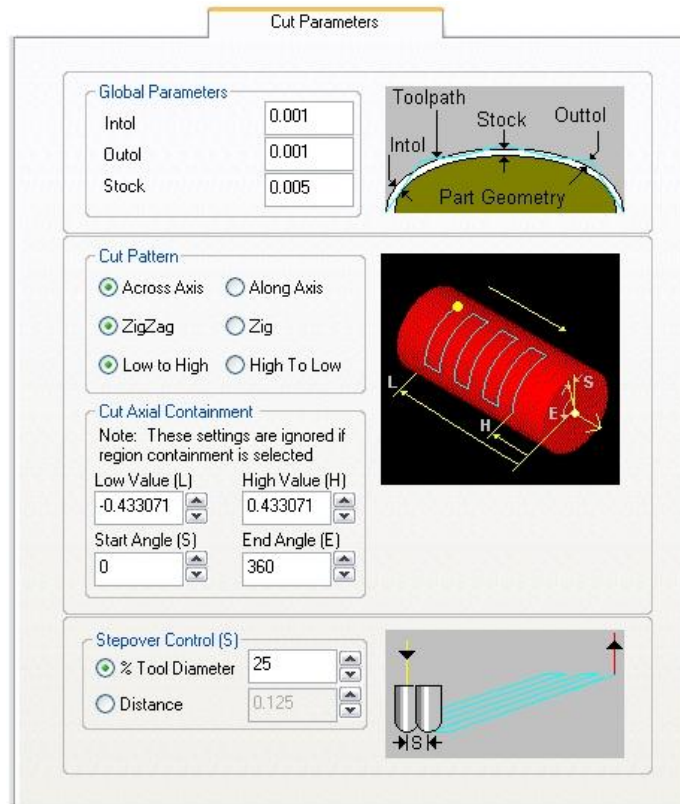 Cut Parameters
Global Parameters
Intol 0.001
Outol 0.001
Stock 0.005
Toolpath
Stock
Outtol
Intol
Part Geometry
Cut Pattern
Across Axis Along Axis
ZigZag Zig
Low to High High To Low
L
H
S
E
Cut Axial Containment
Note: These settings are ignored if
region containment is selected
Low Value (L) High Value (H)
-0.433071 0.433071
Start Angle (S) End Angle (E)
0 360
Stepover Control (S)
% Tool Diameter 25
Distance 0.125
S